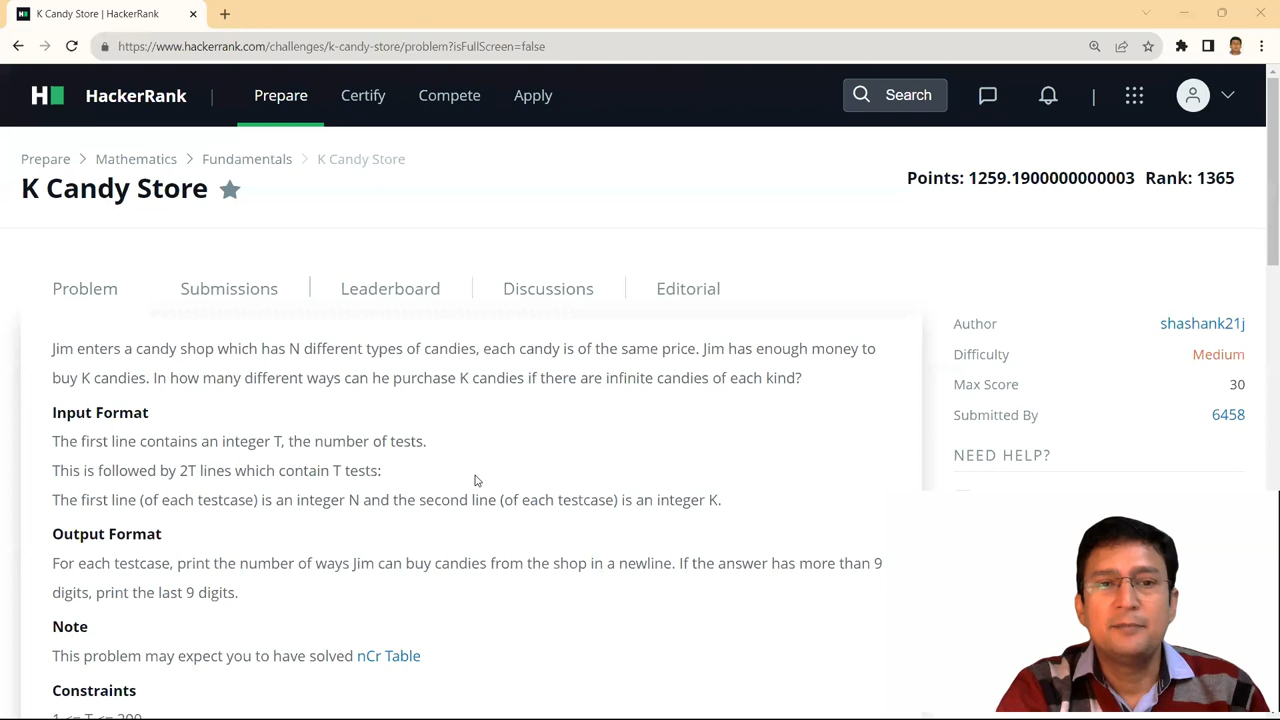 K Candy Store | HackerRank
https://www.hackerrank.com/challenges/k-candy-store/problem?isFullScreen=false
H HackerRank | Prepare Certify Compete Apply Search |
Prepare > Mathematics > Fundamentals > K Candy Store
K Candy Store
Points: 1259.1900000000003 Rank: 1365
Problem Submissions Leaderboard Discussions Editorial
Jim enters a candy shop which has N different types of candies, each candy is of the same price. Jim has enough money to
buy K candies. In how many different ways can he purchase K candies if there are infinite candies of each kind?
Input Format
The first line contains an integer T, the number of tests.
This is followed by 2T lines which contain T tests:
The first line (of each testcase) is an integer N and the second line (of each testcase) is an integer K.
Output Format
For each testcase, print the number of ways Jim can buy candies from the shop in a newline. If the answer has more than 9
digits, print the last 9 digits.
Note
This problem may expect you to have solved nCr Table
Constraints
1 <= T <= 200
Author shashank21j
Difficulty Medium
Max Score 30
Submitted By 6458
NEED HELP?